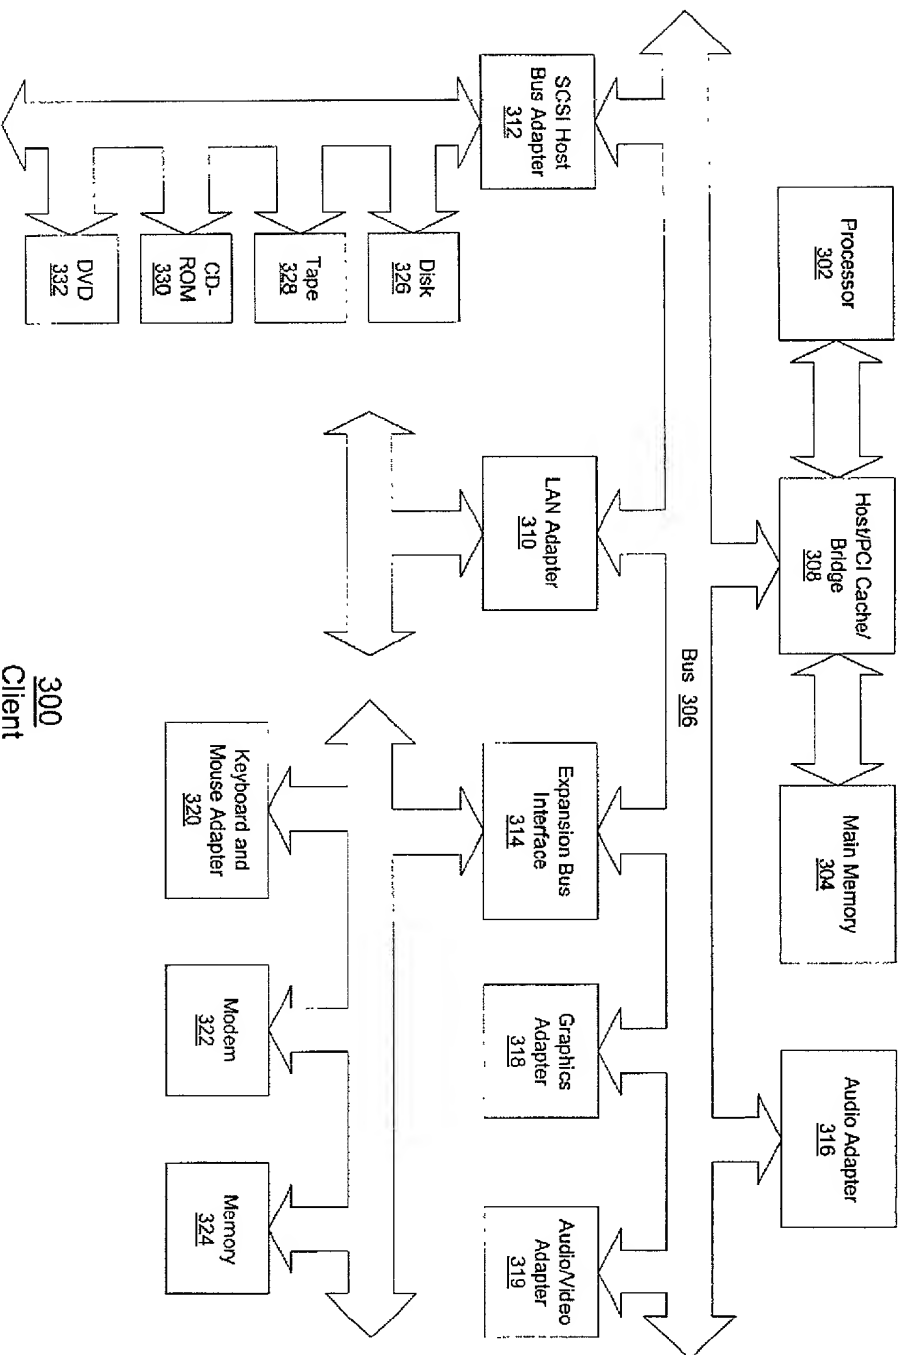 Processor
302
Host/PCI Cache/
Bridge
308
Main Memory
304
Audio Adapter
316
Bus 306
SCSI Host
Bus Adapter
312
LAN Adapter
310
Expansion Bus
Interface
314
Graphics
Adapter
318
Audio/Video
Adapter
319
Disk
326
Tape
328
CD-
ROM
330
DVD
332
Keyboard and
Mouse Adapter
320
Modem
322
Memory
324
300
Client